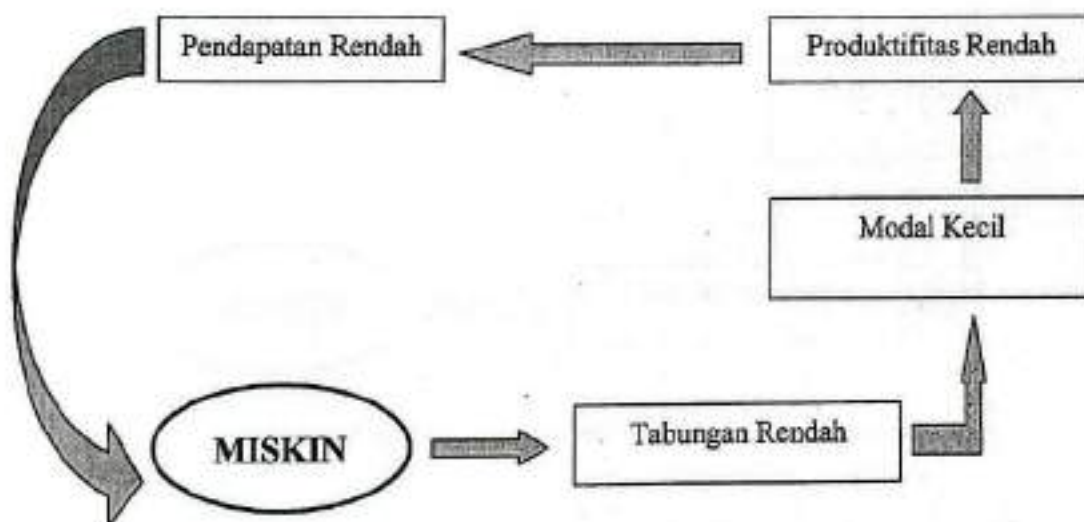 Pendapatan Rendah
Produktifitas Rendah
Modal Kecil
MISKIN
Tabungan Rendah